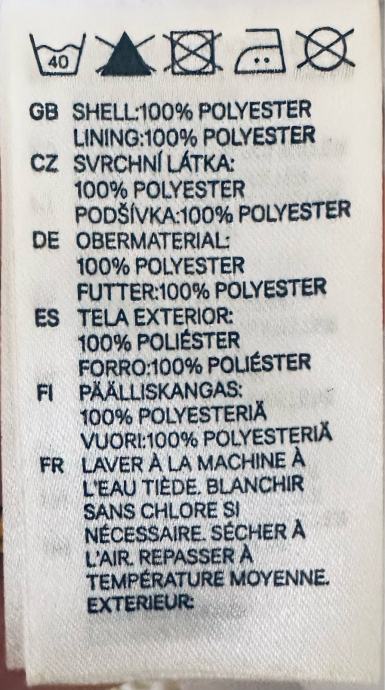 40
GB SHELL:100% POLYESTER
LINING:100% POLYESTER
CZ SVRCHNÍ LÁTKA:
100% POLYESTER
PODŠÍVKA:100% POLYESTER
DE OBERMATERIAL:
100% POLYESTER
FUTTER:100% POLYESTER
ES TELA EXTERIOR:
100% POLIÉSTER
FORRO:100% POLIÉSTER
FI PÄÄLLISKANGAS:
100% POLYESTERIÄ
VUORI:100% POLYESTERIÄ
FR LAVER À LA MACHINE À
L'EAU TIÈDE. BLANCHIR
SANS CHLORE SI
NÉCESSAIRE. SÉCHER À
L'AIR. REPASSER À
TEMPÉRATURE MOYENNE.
EXTERIEUR: